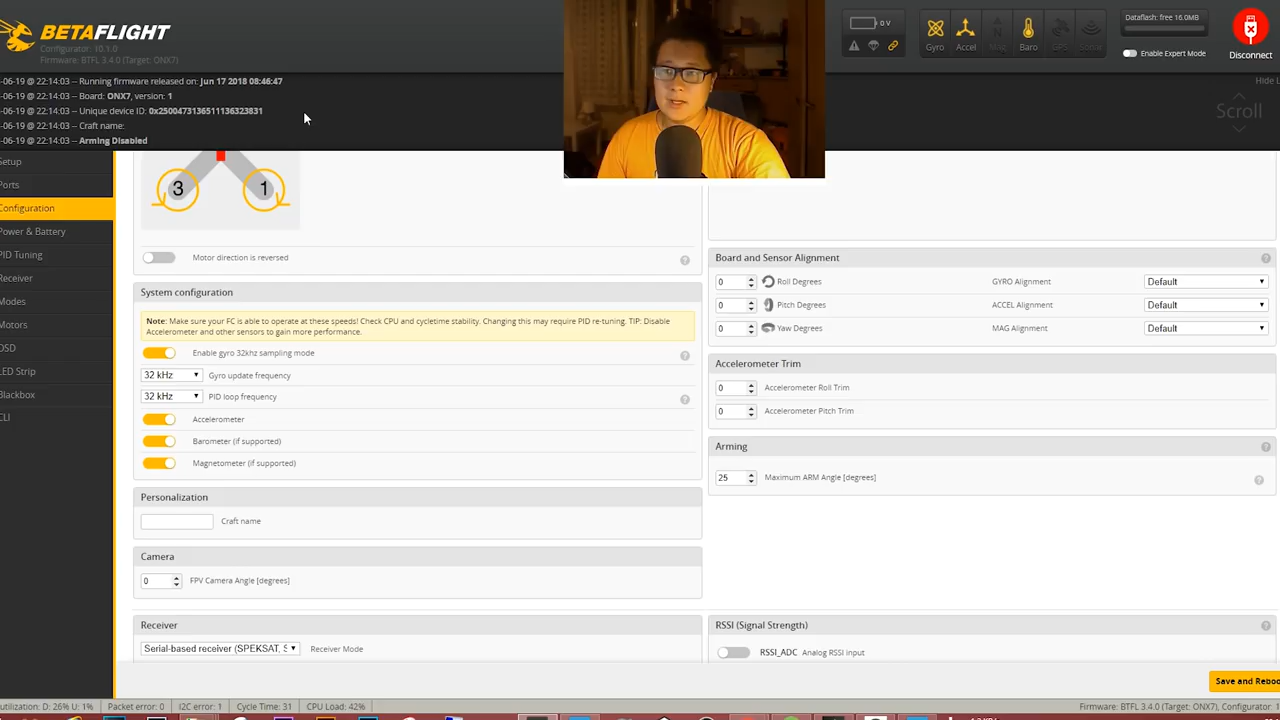 BETAFLIGHT
Configurator: 10.1.0
Firmware: BTFL 3.4.0 (Target: ONX7)
0 V
Gyro
Accel
Mag
Baro
GPS
Sonar
Dataflash: free 16.0MB
Enable Expert Mode
Disconnect
-06-19 @ 22:14:03 -- Running firmware released on: Jun 17 2018 08:46:47
-06-19 @ 22:14:03 -- Board: ONX7, version: 1
-06-19 @ 22:14:03 -- Unique device ID: 0x2500473136511136323831
-06-19 @ 22:14:03 -- Craft name:
-06-19 @ 22:14:03 -- Arming Disabled
Hide L
Scroll
Setup
Ports
Configuration
Power & Battery
PID Tuning
Receiver
Modes
Motors
OSD
LED Strip
Blackbox
CLI
3
1
Motor direction is reversed
System configuration
Note: Make sure your FC is able to operate at these speeds! Check CPU and cycletime stability. Changing this may require PID re-tuning. TIP: Disable
Accelerometer and other sensors to gain more performance.
Enable gyro 32khz sampling mode
32 kHz Gyro update frequency
32 kHz PID loop frequency
Accelerometer
Barometer (if supported)
Magnetometer (if supported)
Personalization
Craft name
Camera
0 FPV Camera Angle [degrees]
Receiver
Serial-based receiver (SPEKSAT, S Receiver Mode
Board and Sensor Alignment
0 Roll Degrees GYRO Alignment Default
0 Pitch Degrees ACCEL Alignment Default
0 Yaw Degrees MAG Alignment Default
Accelerometer Trim
0 Accelerometer Roll Trim
0 Accelerometer Pitch Trim
Arming
25 Maximum ARM Angle [degrees]
RSSI (Signal Strength)
RSSI_ADC Analog RSSI input
Save and Reboo
utilization: D: 26% U: 1% Packet error: 0 I2C error: 1 Cycle Time: 31 CPU Load: 42%
Firmware: BTFL 3.4.0 (Target: ONX7), Configurator: 1